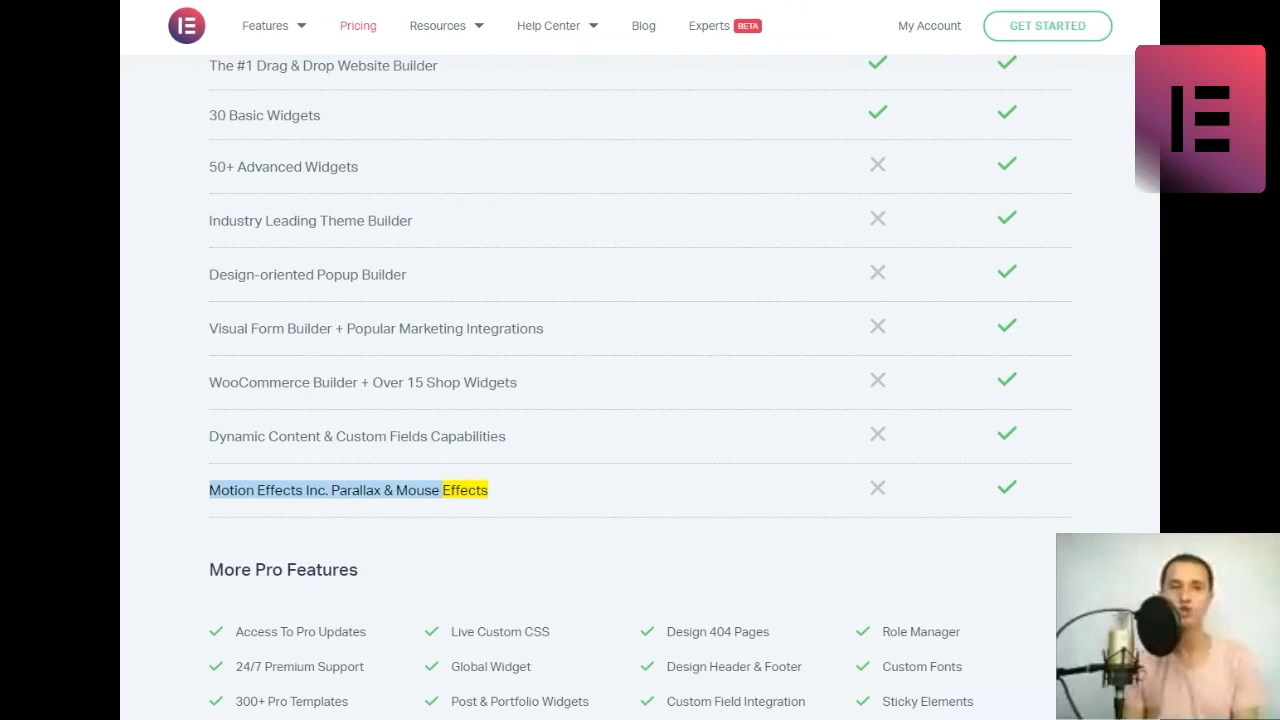 Features Pricing Resources Help Center Blog Experts BETA My Account GET STARTED
The #1 Drag & Drop Website Builder
30 Basic Widgets
50+ Advanced Widgets
Industry Leading Theme Builder
Design-oriented Popup Builder
Visual Form Builder + Popular Marketing Integrations
WooCommerce Builder + Over 15 Shop Widgets
Dynamic Content & Custom Fields Capabilities
Motion Effects Inc. Parallax & Mouse Effects
More Pro Features
Access To Pro Updates Live Custom CSS Design 404 Pages Role Manager
24/7 Premium Support Global Widget Design Header & Footer Custom Fonts
300+ Pro Templates Post & Portfolio Widgets Custom Field Integration Sticky Elements